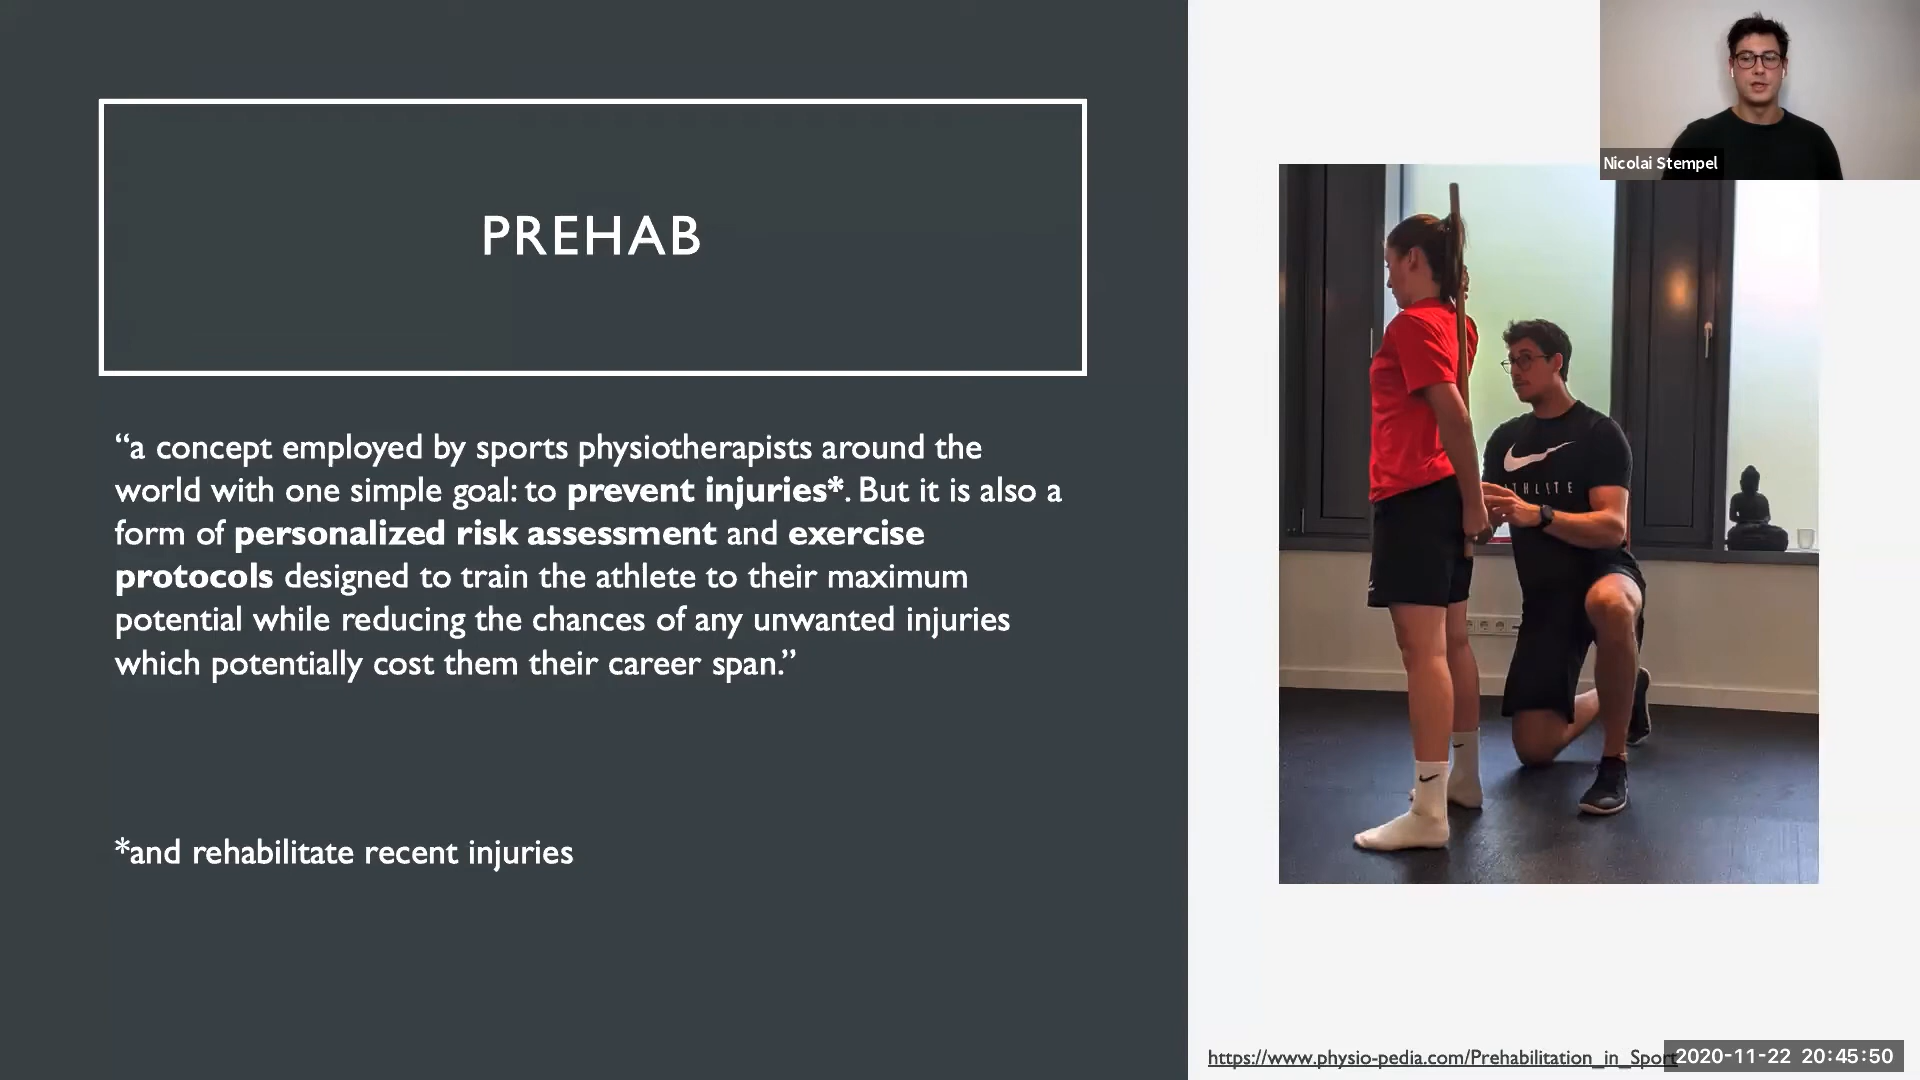 Nicolai Stempel
PREHAB
“a concept employed by sports physiotherapists around the
world with one simple goal: to prevent injuries*. But it is also a
form of personalized risk assessment and exercise
protocols designed to train the athlete to their maximum
potential while reducing the chances of any unwanted injuries
which potentially cost them their career span.”
*and rehabilitate recent injuries
https://www.physio-pedia.com/Prehabilitation_in_Sport
2020-11-22 20:45:50